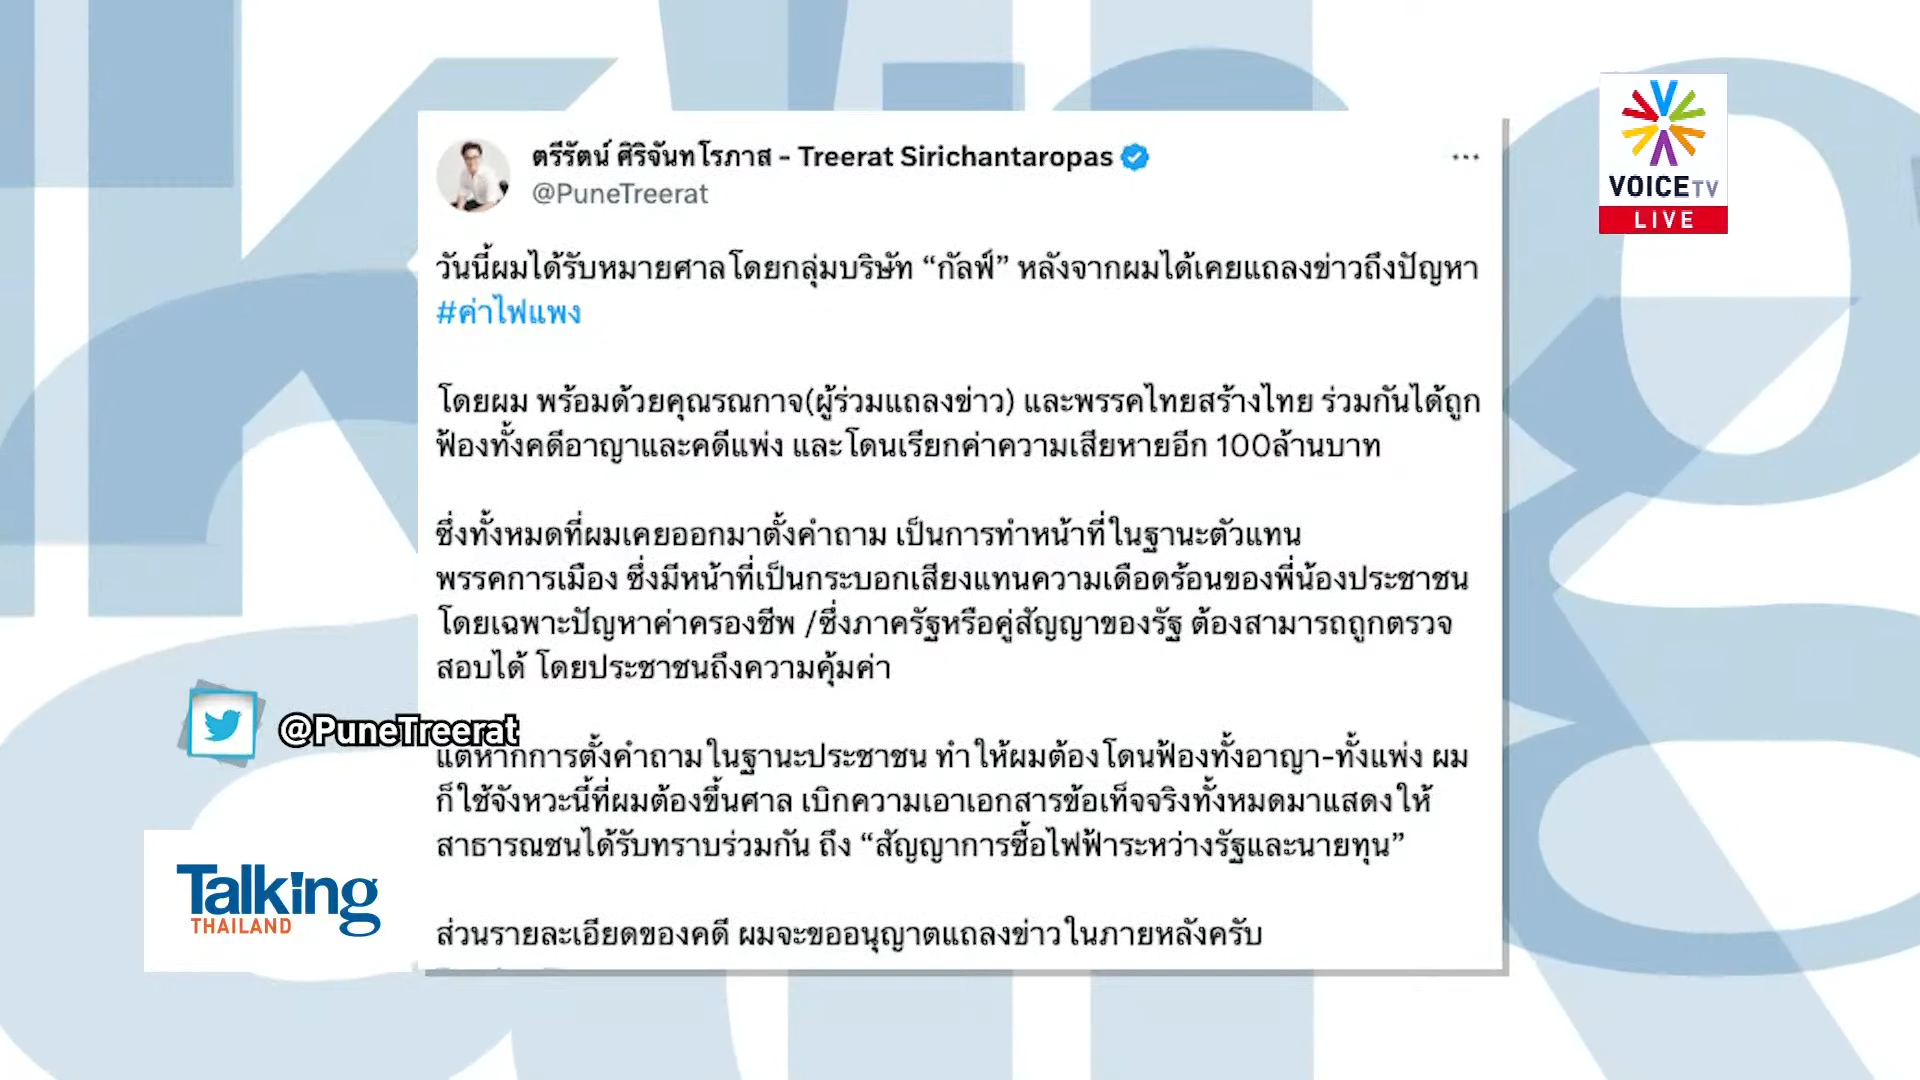 ตรีรัตน์ ศิริจันทโรภาส - Treerat Sirichantaropas
@PuneTreerat
วันนี้ผมได้รับหมายศาลโดยกลุ่มบริษัท “กัลฟ์” หลังจากผมได้เคยแถลงข่าวถึงปัญหา
#ค่าไฟแพง
โดยผม พร้อมด้วยคุณรณกาจ(ผู้ร่วมแถลงข่าว) และพรรคไทยสร้างไทย ร่วมกันได้ถูก
ฟ้องทั้งคดีอาญาและคดีแพ่ง และโดนเรียกค่าความเสียหายอีก 100ล้านบาท
ซึ่งทั้งหมดที่ผมเคยออกมาตั้งคำถาม เป็นการทำหน้าที่ในฐานะตัวแทน
พรรคการเมือง ซึ่งมีหน้าที่เป็นกระบอกเสียงแทนความเดือดร้อนของพี่น้องประชาชน
โดยเฉพาะปัญหาค่าครองชีพ /ซึ่งภาครัฐหรือคู่สัญญาของรัฐ ต้องสามารถถูกตรวจ
สอบได้ โดยประชาชนถึงความคุ้มค่า
แต่หากการตั้งคำถามในฐานะประชาชน ทำให้ผมต้องโดนฟ้องทั้งอาญา-ทั้งแพ่ง ผม
ก็ใช้จังหวะนี้ที่ผมต้องขึ้นศาล เบิกความเอาเอกสารข้อเท็จจริงทั้งหมดมาแสดงให้
สาธารณชนได้รับทราบร่วมกัน ถึง “สัญญาการซื้อไฟฟ้าระหว่างรัฐและนายทุน”
ส่วนรายละเอียดของคดี ผมจะขออนุญาตแถลงข่าวในภายหลังครับ
@PuneTreerat
Talking
THAILAND
VOICE TV
LIVE